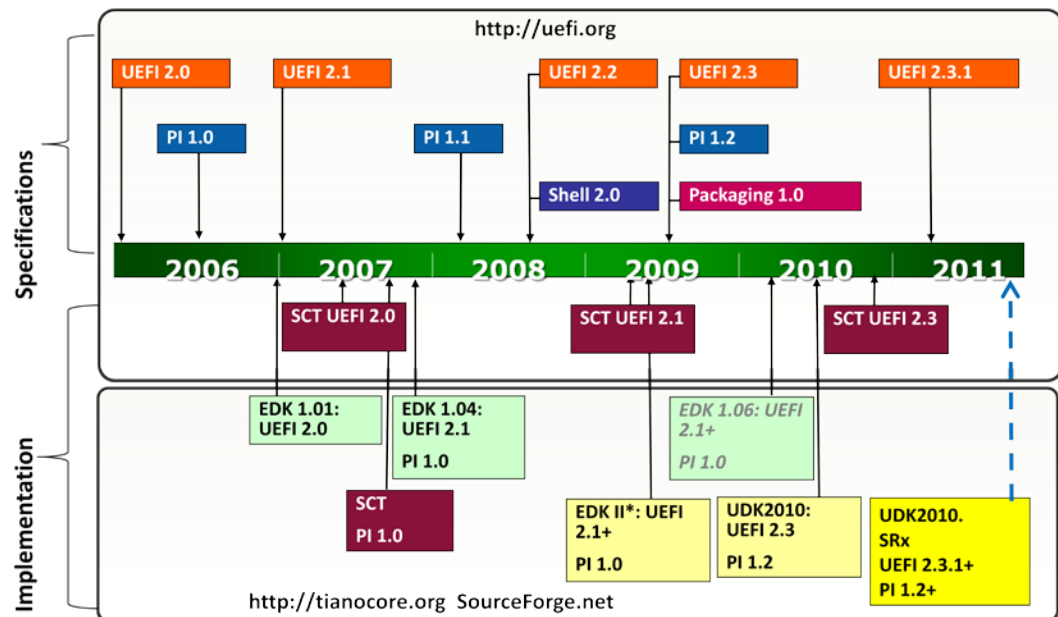 http://uefi.org
UEFI 2.0
UEFI 2.1
UEFI 2.2
UEFI 2.3
UEFI 2.3.1
PI 1.0
PI 1.1
PI 1.2
Shell 2.0
Packaging 1.0
Specifications
2006
2007
2008
2009
2010
2011
SCT UEFI 2.0
SCT UEFI 2.1
SCT UEFI 2.3
Implementation
EDK 1.01:
UEFI 2.0
EDK 1.04:
UEFI 2.1
PI 1.0
EDK 1.06: UEFI
2.1+
PI 1.0
SCT
PI 1.0
EDK II*: UEFI
2.1+
PI 1.0
UDK2010:
UEFI 2.3
PI 1.2
UDK2010.
SRx
UEFI 2.3.1+
PI 1.2+
http://tianocore.org SourceForge.net